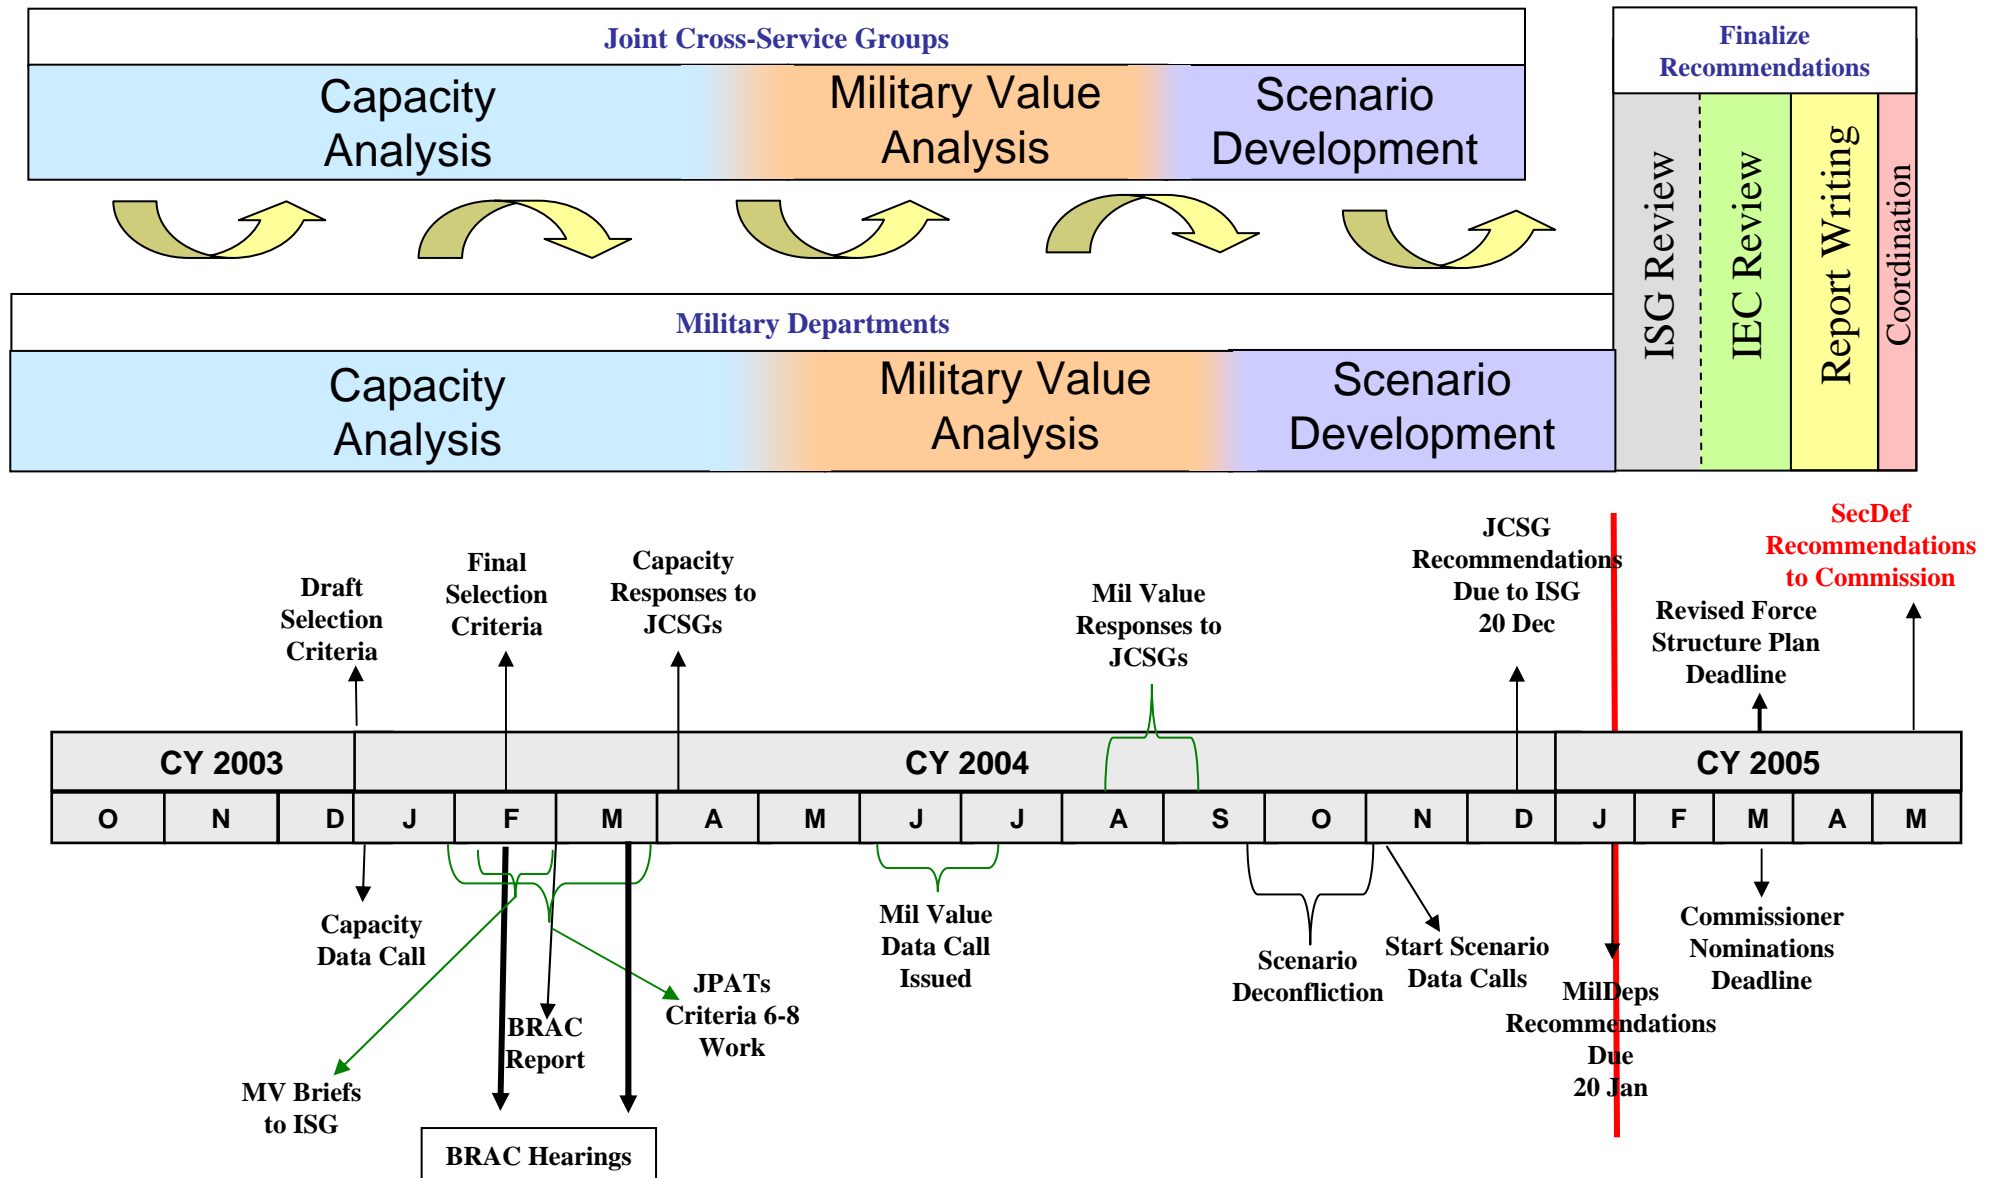 Joint Cross-Service Groups
Capacity
Analysis
Military Value
Analysis
Scenario
Development
Finalize
Recommendations
ISG Review
IEC Review
Report Writing
Coordination
Military Departments
Capacity
Analysis
Military Value
Analysis
Scenario
Development
Draft
Selection
Criteria
Final
Selection
Criteria
Capacity
Responses to
JCSGs
Mil Value
Responses to
JCSGs
JCSG
Recommendations
Due to ISG
20 Dec
Revised Force
Structure Plan
Deadline
SecDef
Recommendations
to Commission
CY 2003
CY 2004
CY 2005
O N D J F M A M J J A S O N D J F M A M
Capacity
Data Call
MV Briefs
to ISG
BRAC
Report
BRAC Hearings
JPATs
Criteria 6-8
Work
Mil Value
Data Call
Issued
Scenario
Deconfliction
Start Scenario
Data Calls
MilDeps
Recommendations
Due
20 Jan
Commissioner
Nominations
Deadline